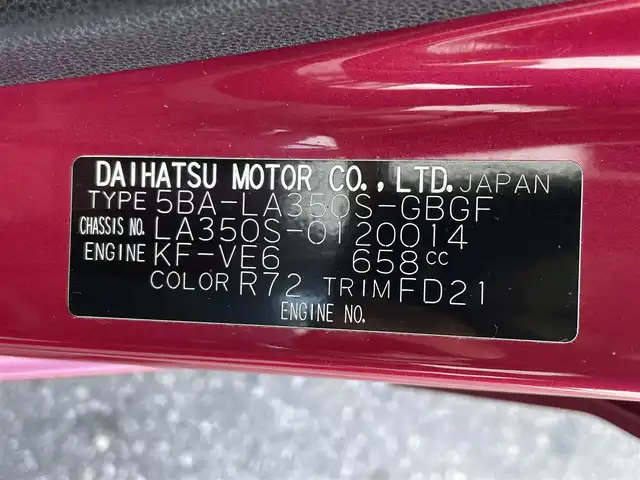 DAIHATSU MOTOR CO., LTD. JAPAN
TYPE 5BA-LA350S-GBGF
CHASSIS NO. LA350S-0120014
ENGINE KF-VE6 658cc
COLOR R72 TRIM FD21
ENGINE NO.